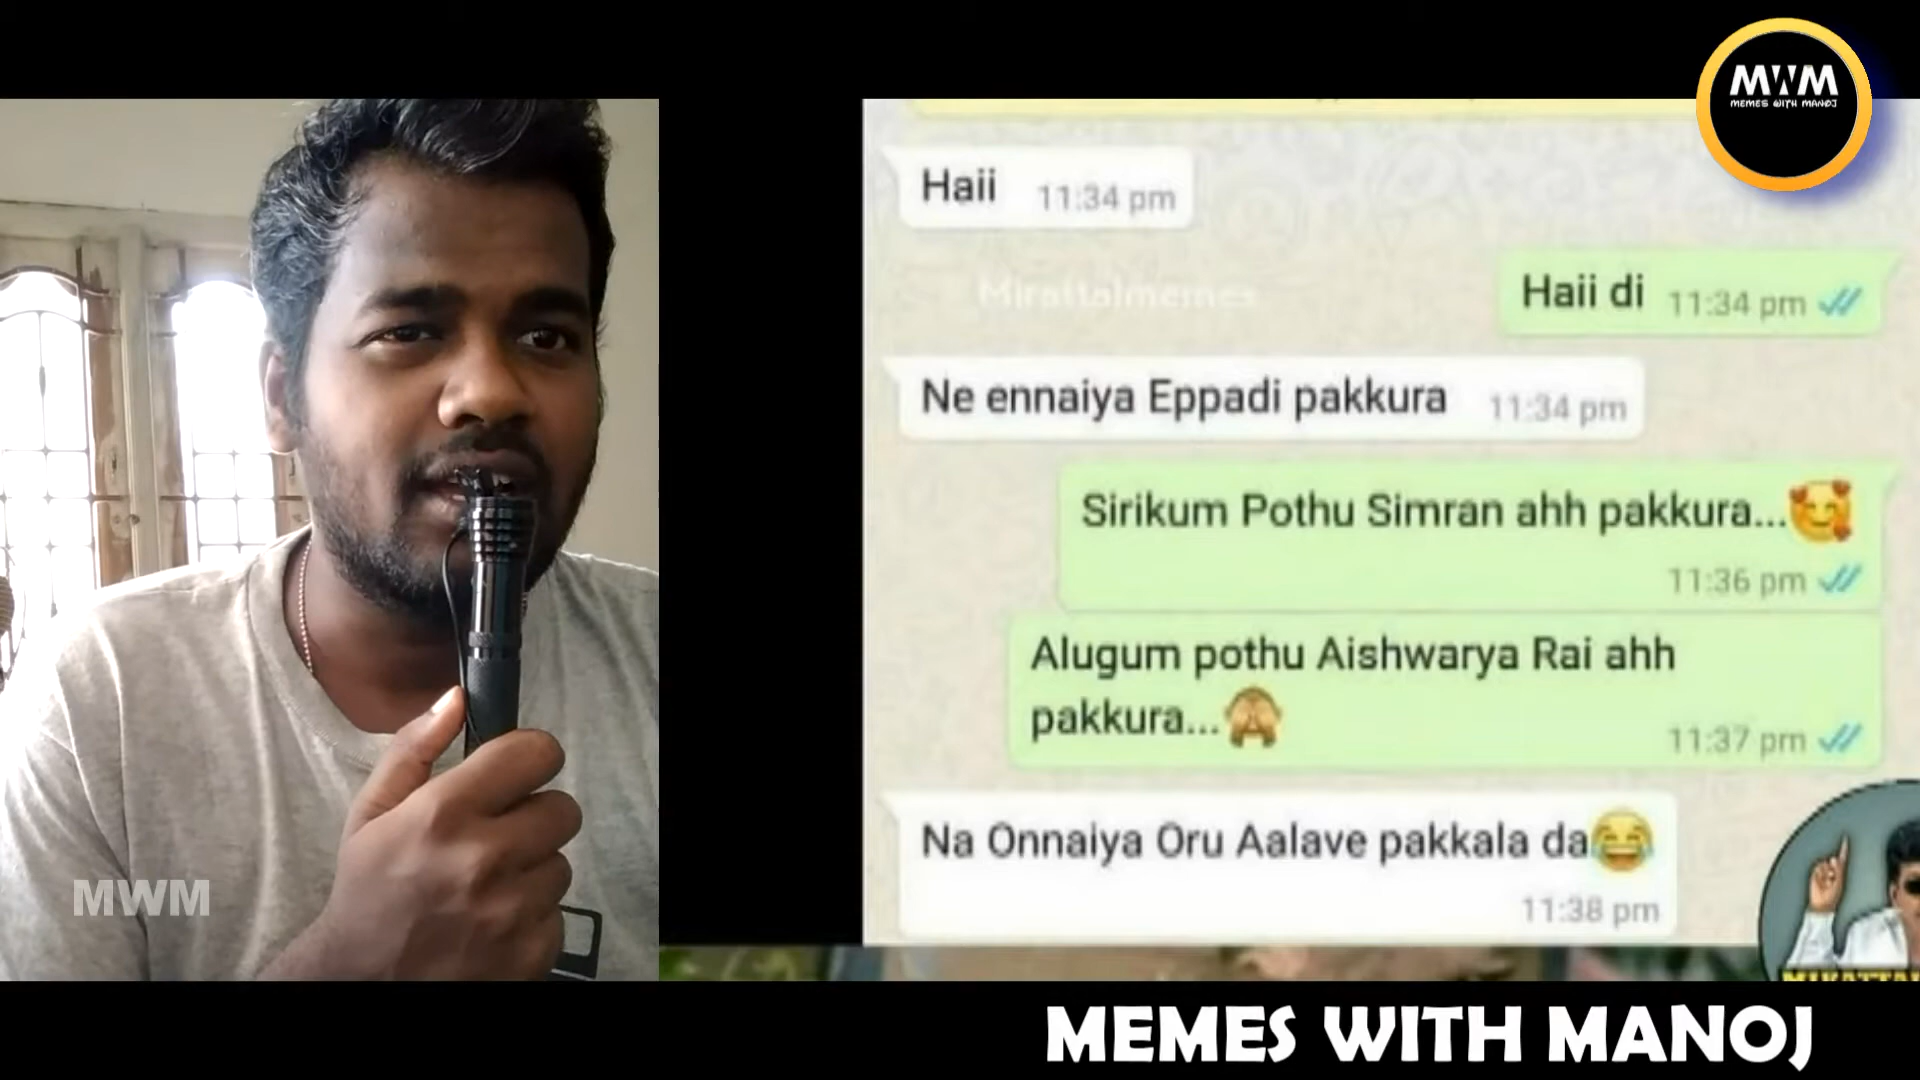 MWM
MEMES WITH MANOJ
Haii 11:34 pm
Mirattalmemes
Haii di 11:34 pm
Ne ennaiya Eppadi pakkura 11:34 pm
Sirikum Pothu Simran ahh pakkura...🥰
11:36 pm
Alugum pothu Aishwarya Rai ahh
pakkura...🙈
11:37 pm
Na Onnaiya Oru Aalave pakkala da😂
11:38 pm
MWM
MEMES WITH MANOJ